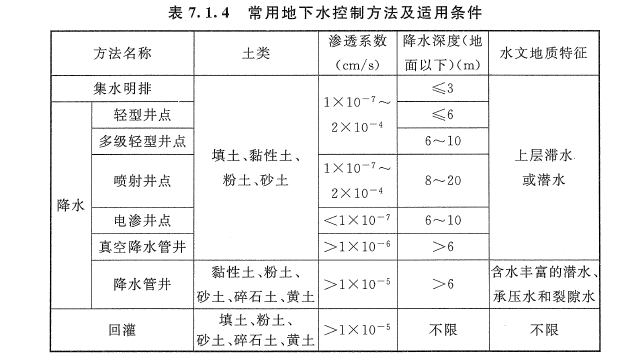 表 7.1.4 常用地下水控制方法及适用条件
方法名称 土类 渗透系数 (cm/s) 降水深度(地面以下)(m) 水文地质特征
集水明排 填土、黏性土、粉土、砂土 1×10⁻⁷～2×10⁻⁴ ≤3 上层滞水或潜水
降水 轻型井点 ≤6
多级轻型井点 6～10
喷射井点 1×10⁻⁷～2×10⁻⁴ 8～20
电渗井点 <1×10⁻⁷ 6～10
真空降水管井 >1×10⁻⁶ >6
降水管井 黏性土、粉土、砂土、碎石土、黄土 >1×10⁻⁵ >6 含水丰富的潜水、承压水和裂隙水
回灌 填土、粉土、砂土、碎石土、黄土 >1×10⁻⁵ 不限 不限